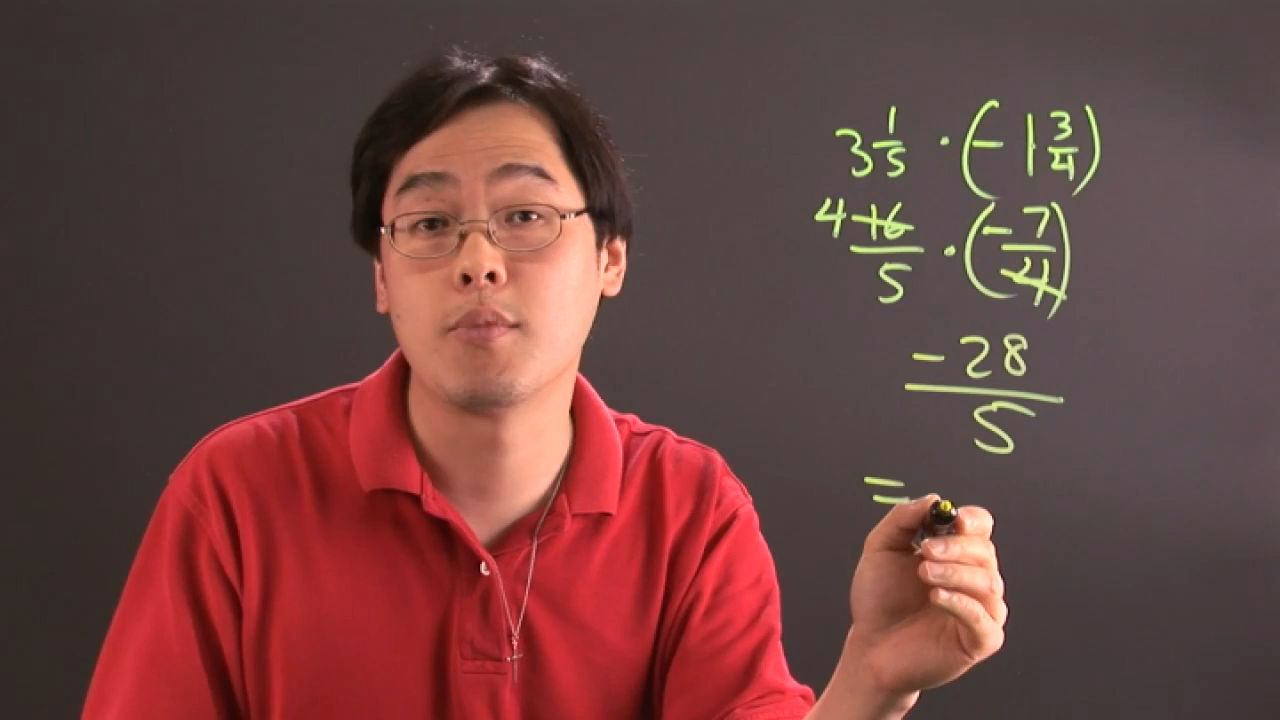 3 1/5 · (-1 3/4)
4 16/5 · (-7/4)
-28/5
=